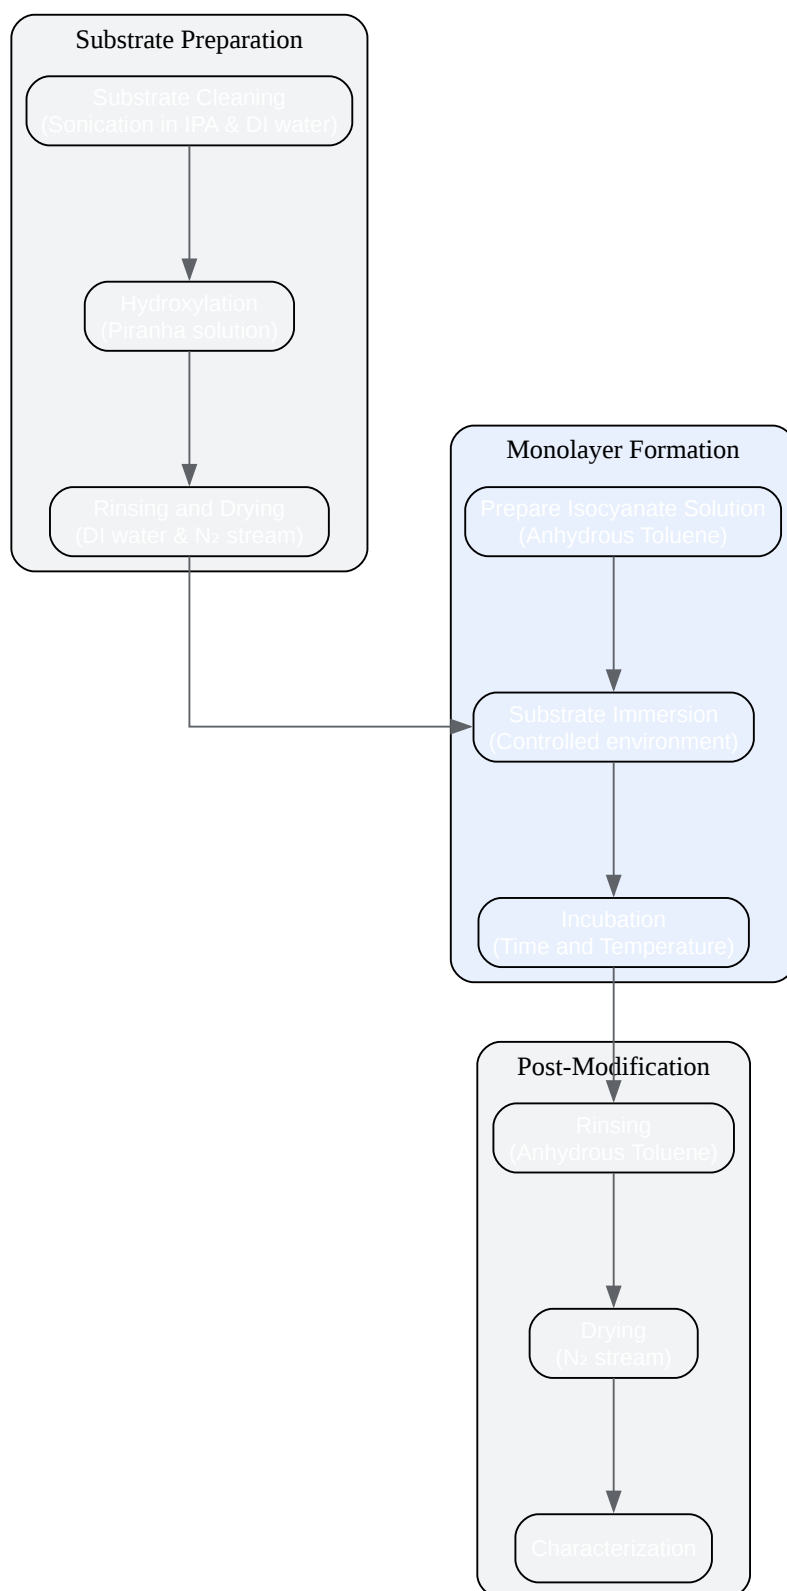 Substrate Preparation
Substrate Cleaning
(Sonication in IPA & DI water)
Hydroxylation
(Piranha solution)
Rinsing and Drying
(DI water & N₂ stream)
Monolayer Formation
Prepare Isocyanate Solution
(Anhydrous Toluene)
Substrate Immersion
(Controlled environment)
Incubation
(Time and Temperature)
Post-Modification
Rinsing
(Anhydrous Toluene)
Drying
(N₂ stream)
Characterization